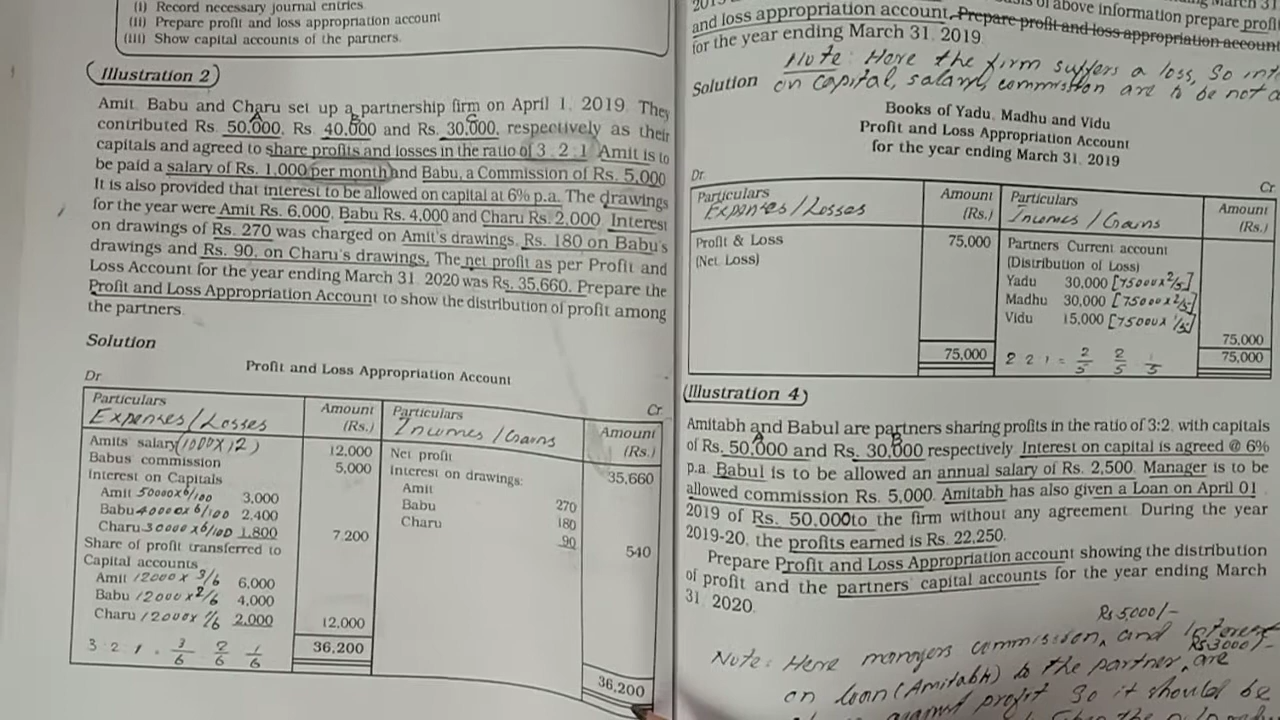 (i) Record necessary journal entries
(ii) Prepare profit and loss appropriation account
(iii) Show capital accounts of the partners.
Illustration 2
Amit, Babu and Charu set up a partnership firm on April 1, 2019. They
contributed Rs. 50,000, Rs. 40,000 and Rs. 30,000, respectively as their
capitals and agreed to share profits and losses in the ratio of 3 : 2 : 1. Amit is to
be paid a salary of Rs. 1,000 per month and Babu, a Commission of Rs. 5,000.
It is also provided that interest to be allowed on capital at 6% p.a. The drawings
for the year were Amit Rs. 6,000, Babu Rs. 4,000 and Charu Rs. 2,000. Interest
on drawings of Rs. 270 was charged on Amit's drawings, Rs. 180 on Babu's
drawings and Rs. 90, on Charu's drawings. The net profit as per Profit and
Loss Account for the year ending March 31, 2020 was Rs. 35,660. Prepare the
Profit and Loss Appropriation Account to show the distribution of profit among
the partners.
Solution
Profit and Loss Appropriation Account
Dr. Cr.
Particulars Amount Particulars Amount
Expenses/Losses (Rs.) Incomes/Gains (Rs.)
Amits' salary (1000x12) 12,000 Net profit 35,660
Babus' commission 5,000 Interest on drawings:
Interest on Capitals Amit 270
Amit 50000x6/100 3,000 Babu 180
Babu 40000x6/100 2,400 Charu 90 540
Charu 30000x6/100 1,800 7,200
Share of profit transferred to
Capital accounts
Amit 12000x 3/6 6,000
Babu 12000x2/6 4,000
Charu 12000x 1/6 2,000 12,000
3 : 2 : 1 = 3/6 2/6 1/6 36,200 36,200
of above information prepare profit
and loss appropriation account. Prepare profit and loss appropriation account
for the year ending March 31, 2019.
Note: Here the firm suffers a loss, so
Solution on capital, salary, commission are to be not
Books of Yadu, Madhu and Vidu
Profit and Loss Appropriation Account
for the year ending March 31, 2019
Dr. Cr.
Particulars Amount Particulars Amount
Expenses/Losses (Rs.) Incomes/Gains (Rs.)
Profit & Loss 75,000 Partners Current account
(Net Loss) (Distribution of Loss)
Yadu 30,000 [75000x2/5]
Madhu 30,000 [75000x2/5]
Vidu 15,000 [75000x 1/5] 75,000
75,000 2 2 1 = 2/5 2/5 1/5 75,000
Illustration 4
Amitabh and Babul are partners sharing profits in the ratio of 3:2, with capitals
of Rs. 50,000 and Rs. 30,000 respectively. Interest on capital is agreed @ 6%
p.a. Babul is to be allowed an annual salary of Rs. 2,500. Manager is to be
allowed commission Rs. 5,000. Amitabh has also given a Loan on April 01
2019 of Rs. 50,000to the firm without any agreement. During the year
2019-20, the profits earned is Rs. 22,250.
Prepare Profit and Loss Appropriation account showing the distribution
of profit and the partners' capital accounts for the year ending March
31, 2020.
Rs 5,000/-
Note: Here managers commission, and Interest
Rs 3000/-
on loan (Amitabh) to the partner, are
against profit so it should be